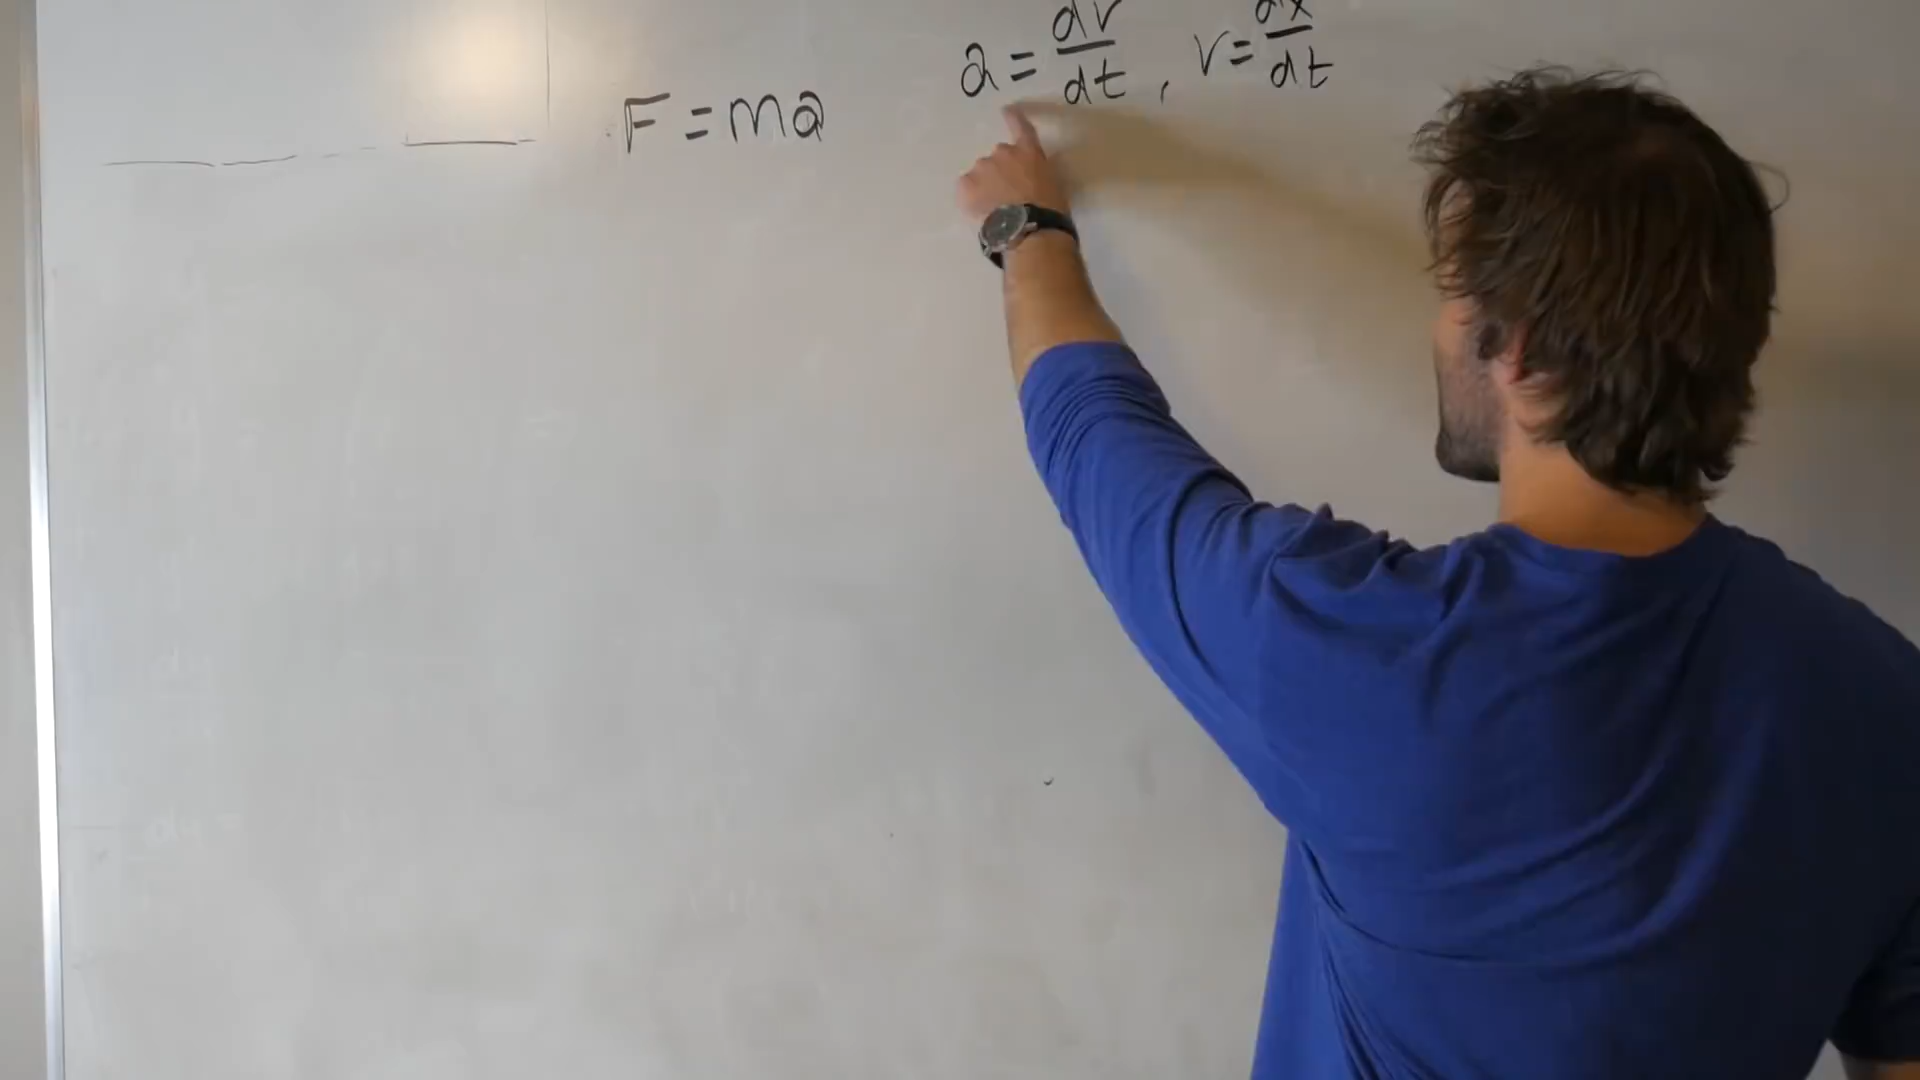 F = ma
a = dv/dt , v = dx/dt